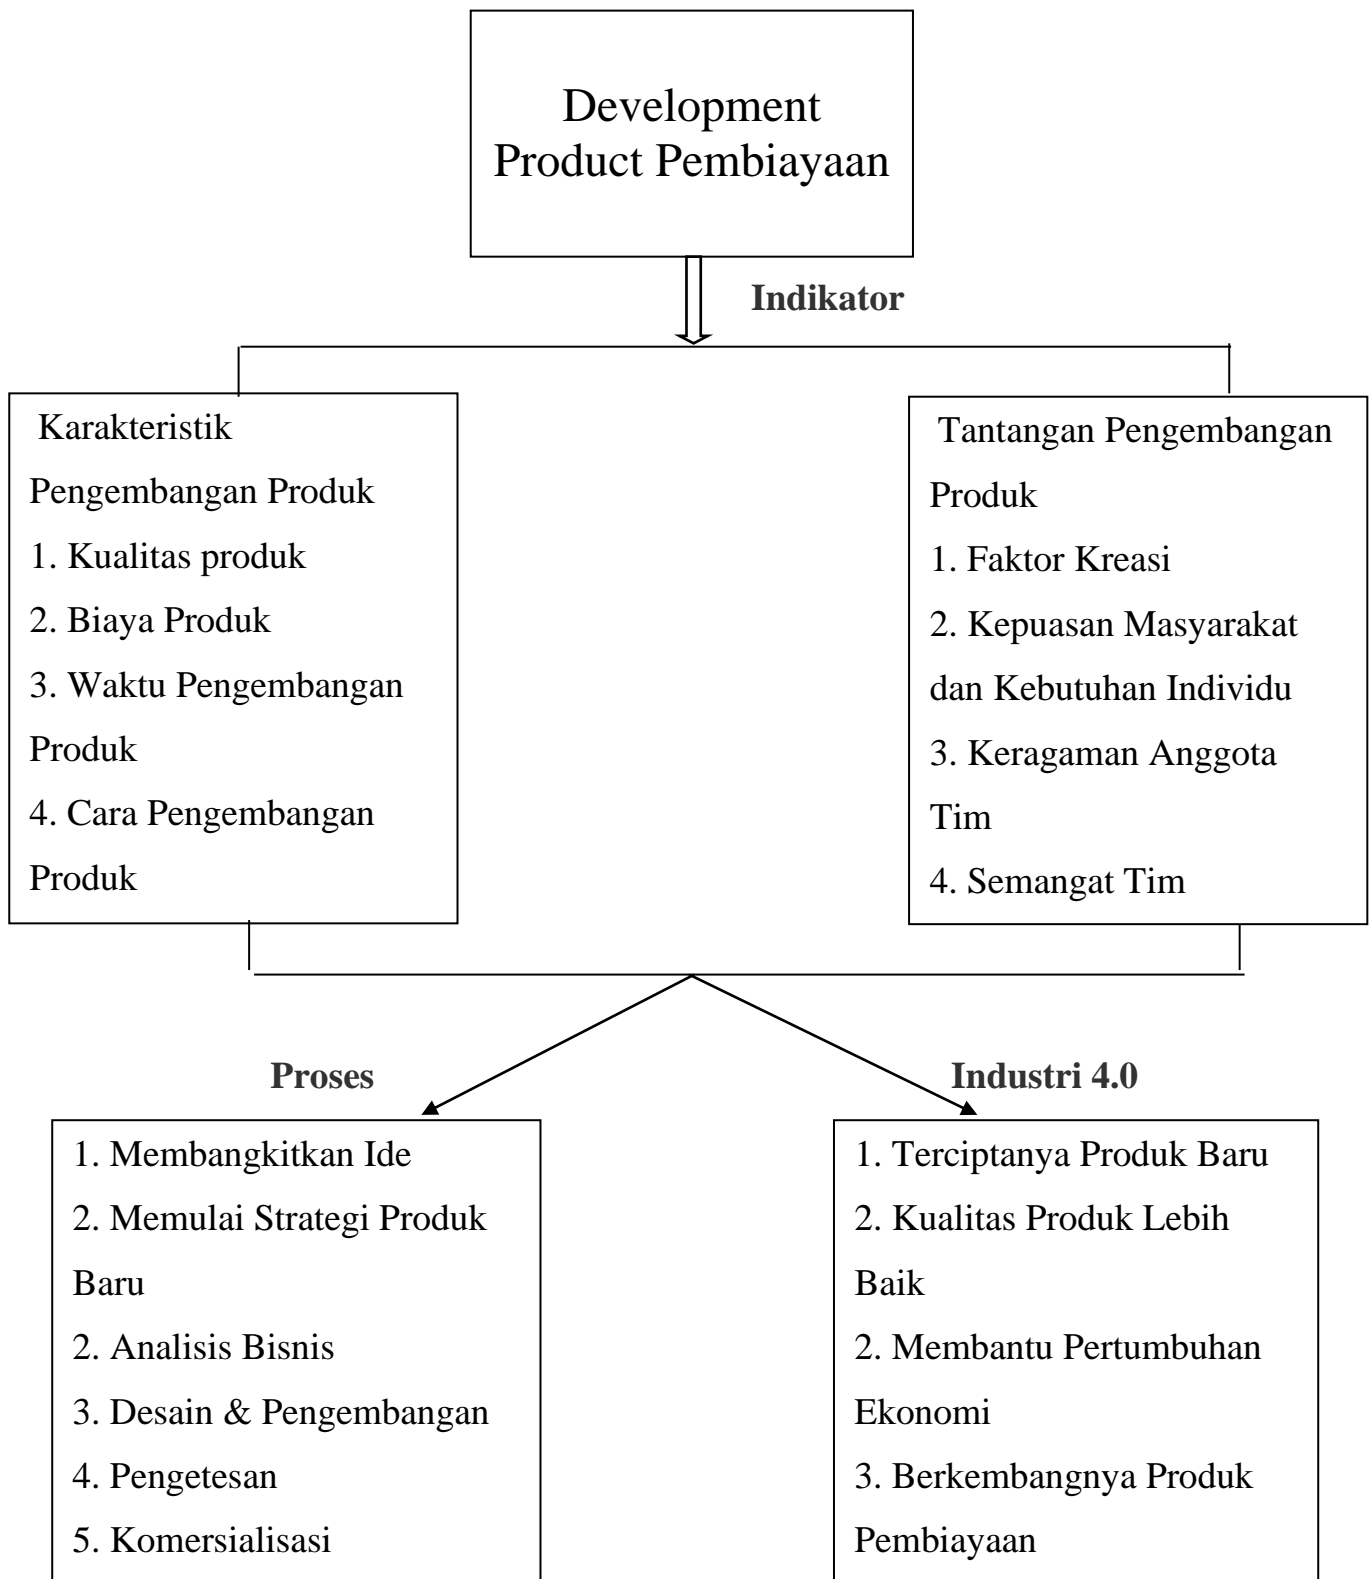 Development
Product Pembiayaan
Indikator
Karakteristik
Pengembangan Produk
1. Kualitas produk
2. Biaya Produk
3. Waktu Pengembangan
Produk
4. Cara Pengembangan
Produk
Tantangan Pengembangan
Produk
1. Faktor Kreasi
2. Kepuasan Masyarakat
dan Kebutuhan Individu
3. Keragaman Anggota
Tim
4. Semangat Tim
Proses
1. Membangkitkan Ide
2. Memulai Strategi Produk
Baru
2. Analisis Bisnis
3. Desain & Pengembangan
4. Pengetesan
5. Komersialisasi
Industri 4.0
1. Terciptanya Produk Baru
2. Kualitas Produk Lebih
Baik
2. Membantu Pertumbuhan
Ekonomi
3. Berkembangnya Produk
Pembiayaan